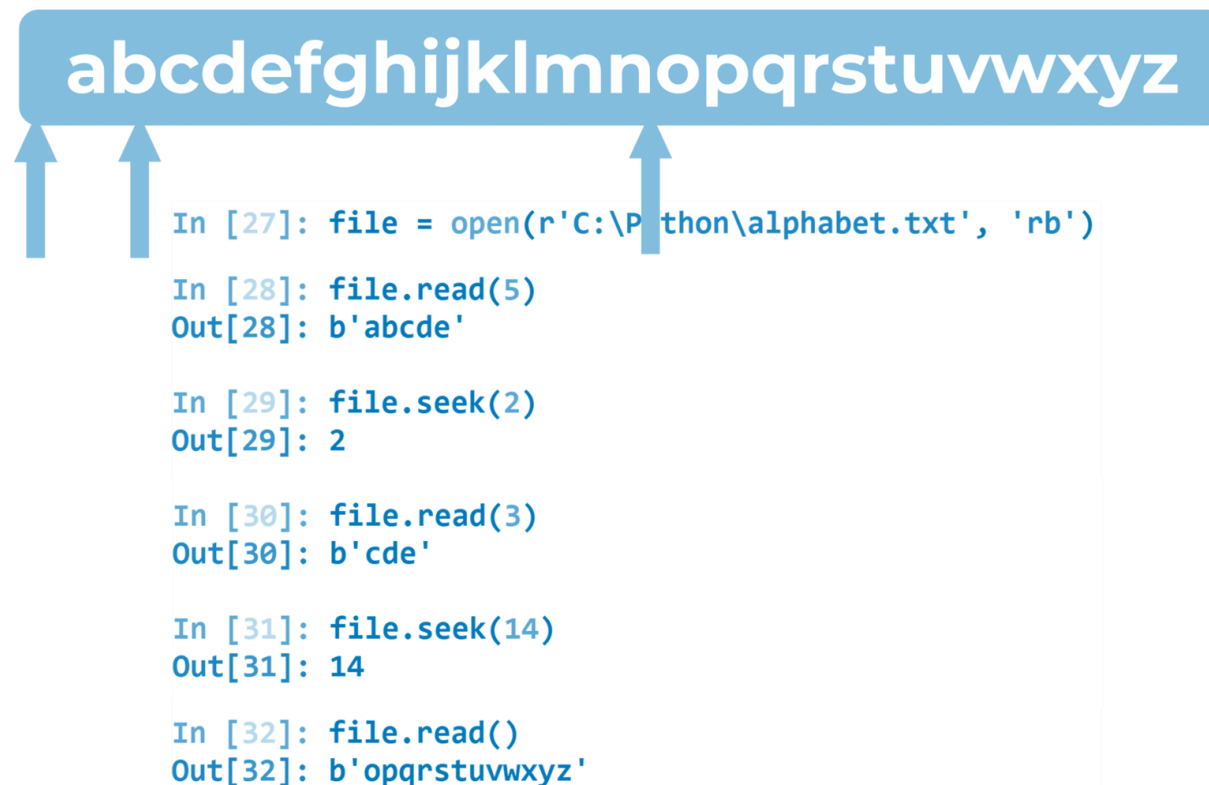 abcdefghijklmnopqrstuvwxyz
In [27]: file = open(r'C:\Python\alphabet.txt', 'rb')
In [28]: file.read(5)
Out[28]: b'abcde'
In [29]: file.seek(2)
Out[29]: 2
In [30]: file.read(3)
Out[30]: b'cde'
In [31]: file.seek(14)
Out[31]: 14
In [32]: file.read()
Out[32]: b'opqrstuvwxyz'